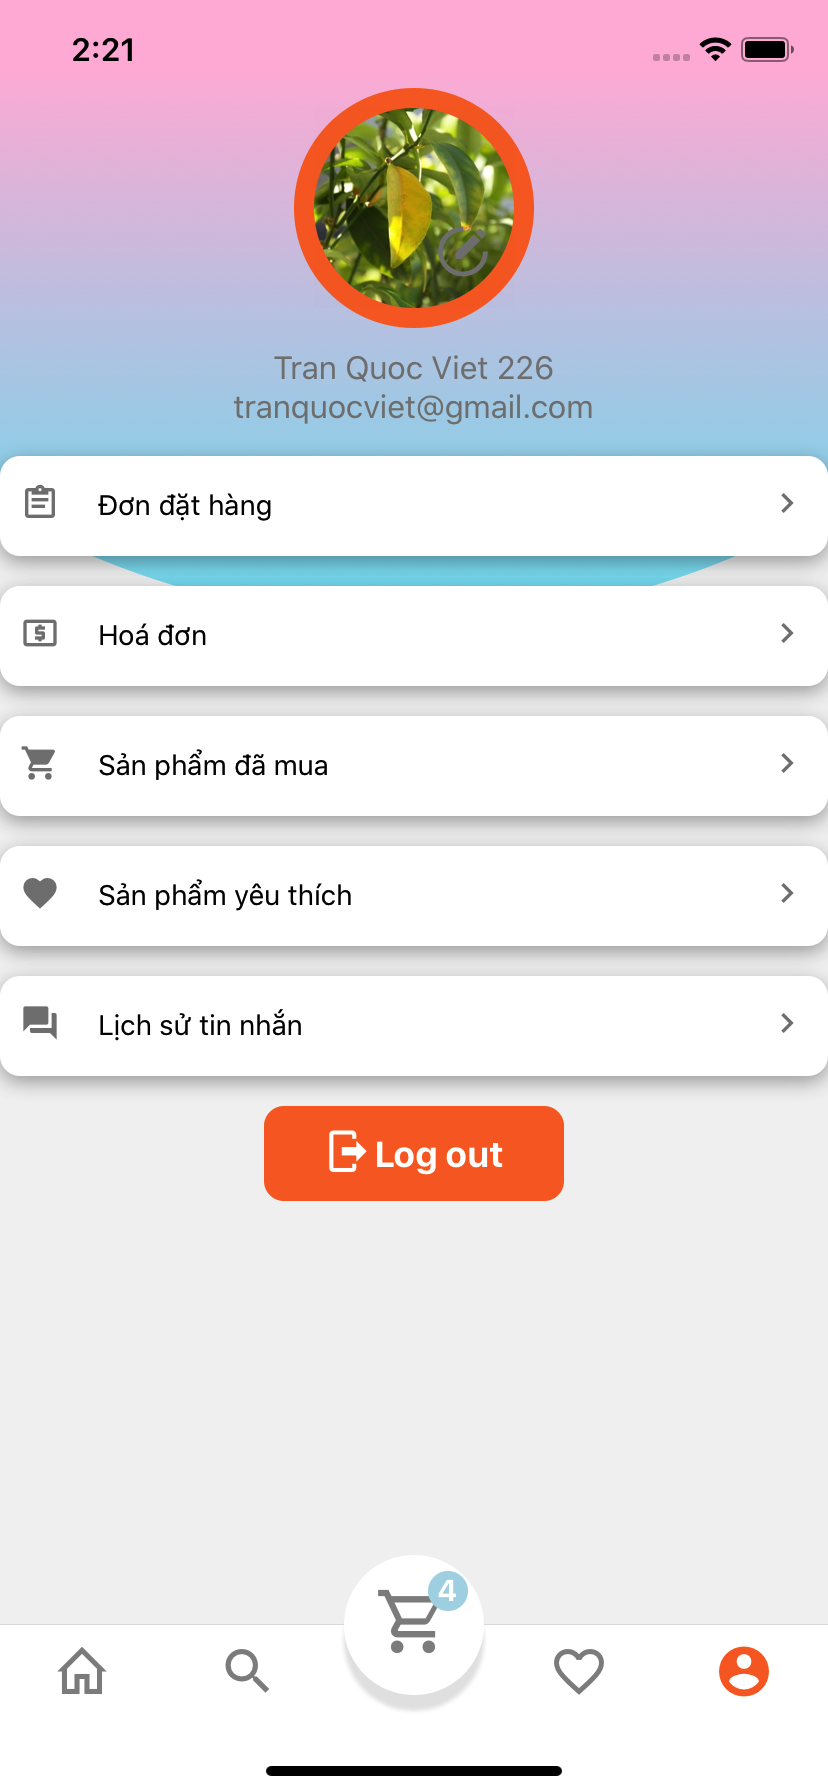 2:21
Tran Quoc Viet 226
tranquocviet@gmail.com
Đơn đặt hàng
Hoá đơn
Sản phẩm đã mua
Sản phẩm yêu thích
Lịch sử tin nhắn
Log out
4